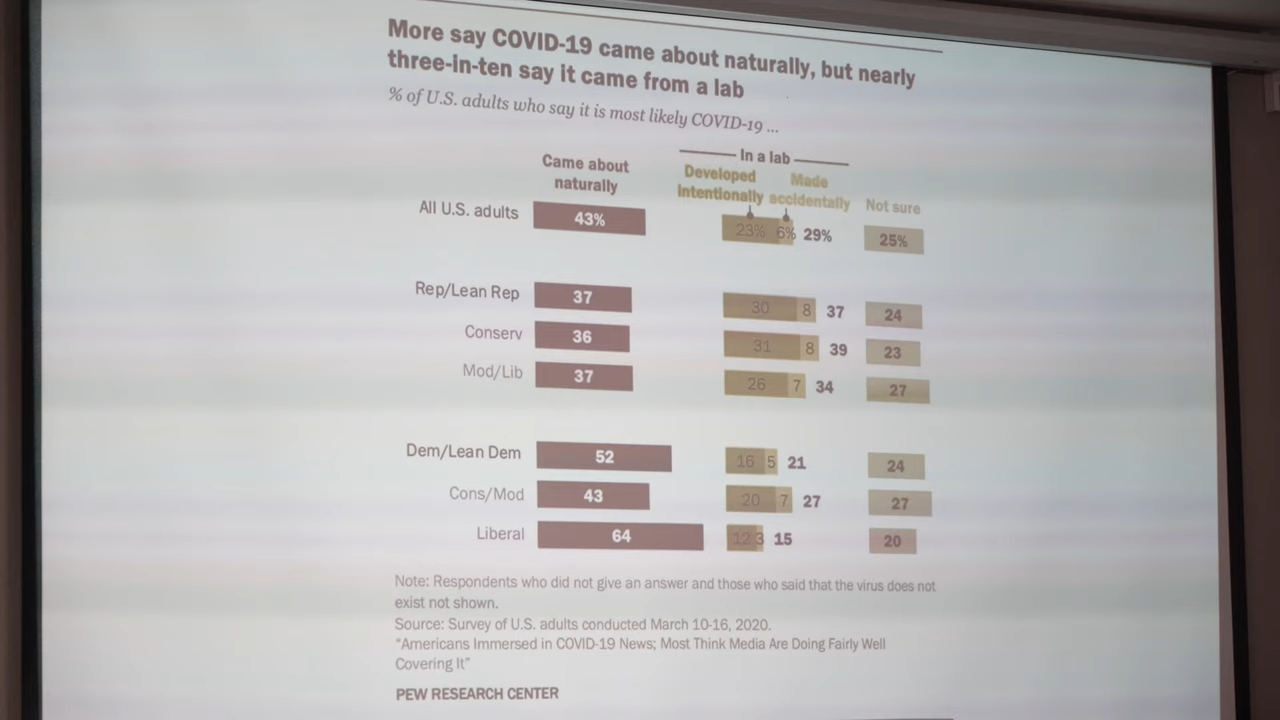 More say COVID-19 came about naturally, but nearly
three-in-ten say it came from a lab
% of U.S. adults who say it is most likely COVID-19 ...
In a lab
Came about
naturally
Developed
Intentionally
Made
accidentally
Not sure
All U.S. adults 43% 23% 6% 29% 25%
Rep/Lean Rep 37 30 8 37 24
Conserv 36 31 8 39 23
Mod/Lib 37 26 7 34 27
Dem/Lean Dem 52 16 5 21 24
Cons/Mod 43 20 7 27 27
Liberal 64 12 3 15 20
Note: Respondents who did not give an answer and those who said that the virus does not
exist not shown.
Source: Survey of U.S. adults conducted March 10-16, 2020.
“Americans Immersed in COVID-19 News; Most Think Media Are Doing Fairly Well
Covering It”
PEW RESEARCH CENTER